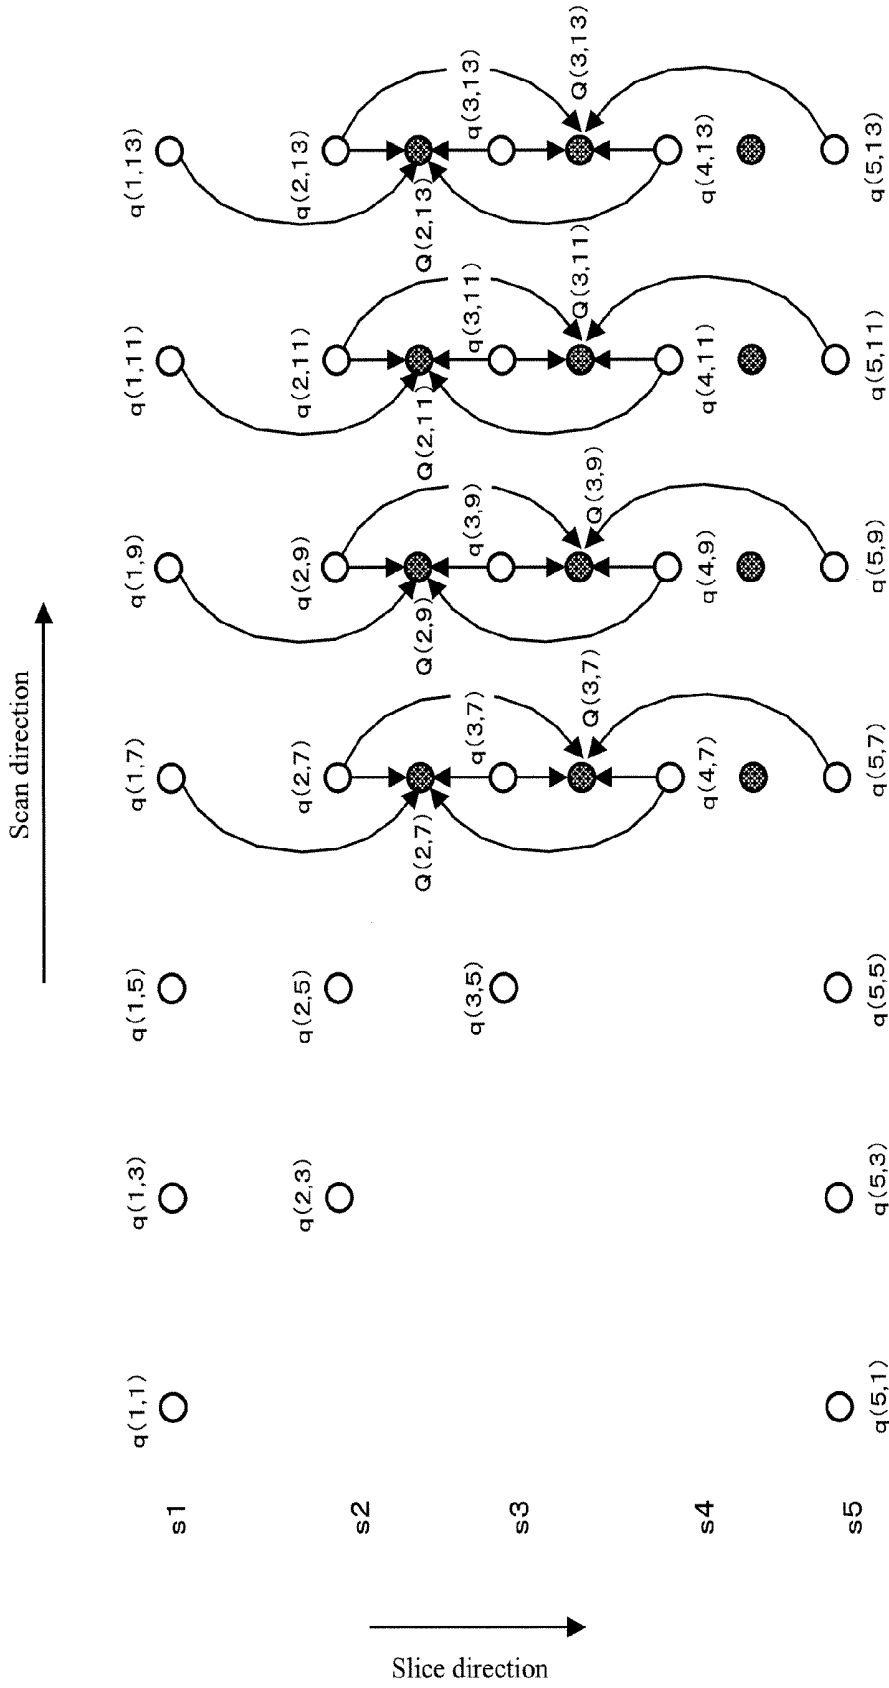 Scan direction
q(1,1)
q(1,3)
q(1,5)
q(1,7)
q(1,9)
q(1,11)
q(1,13)
s1
q(2,3)
q(2,5)
q(2,7)
q(2,9)
q(2,11)
q(2,13)
s2
Q(2,7)
Q(2,9)
Q(2,11)
Q(2,13)
q(3,5)
q(3,7)
q(3,9)
q(3,11)
q(3,13)
s3
Q(3,7)
Q(3,9)
Q(3,11)
Q(3,13)
q(4,7)
q(4,9)
q(4,11)
q(4,13)
s4
s5
q(5,1)
q(5,3)
q(5,5)
q(5,7)
q(5,9)
q(5,11)
q(5,13)
Slice direction